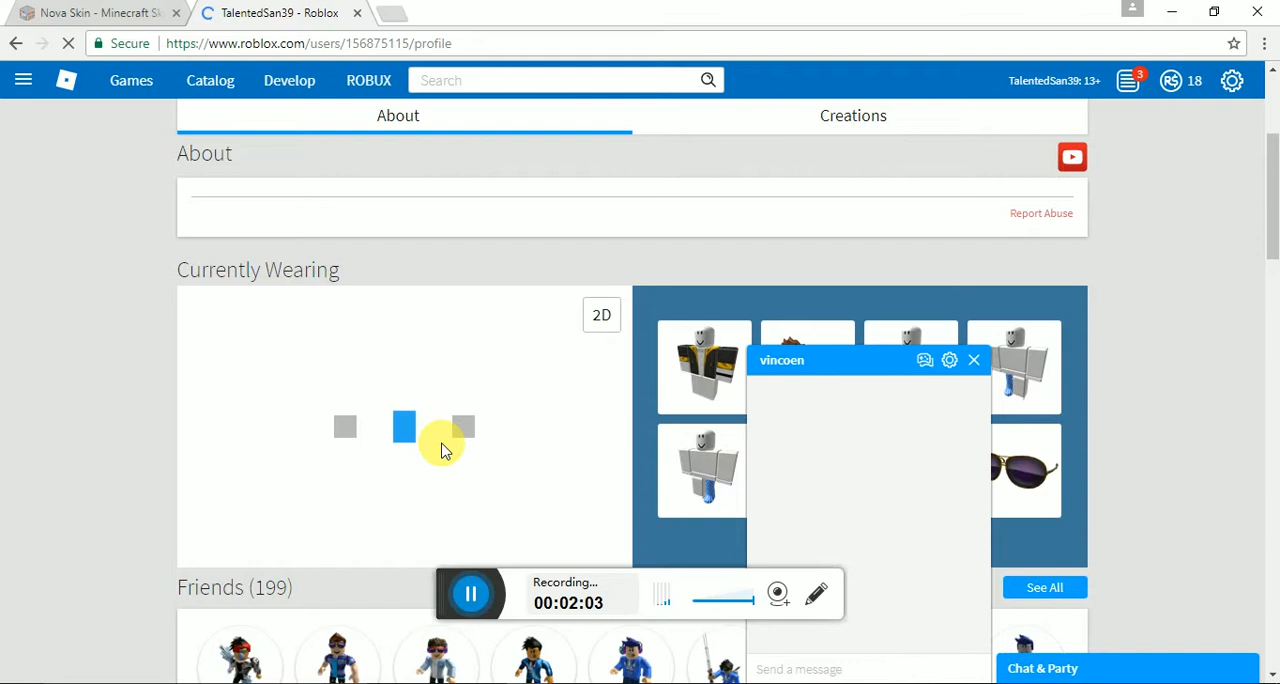 Nova Skin - Minecraft Sk
TalentedSan39 - Roblox
Secure
https://www.roblox.com/users/156875115/profile
Games
Catalog
Develop
ROBUX
Search
TalentedSan39: 13+
3
R$
18
About
Creations
About
Report Abuse
Currently Wearing
2D
vincoen
Friends (199)
See All
Recording...
00:02:03
Send a message
Chat & Party